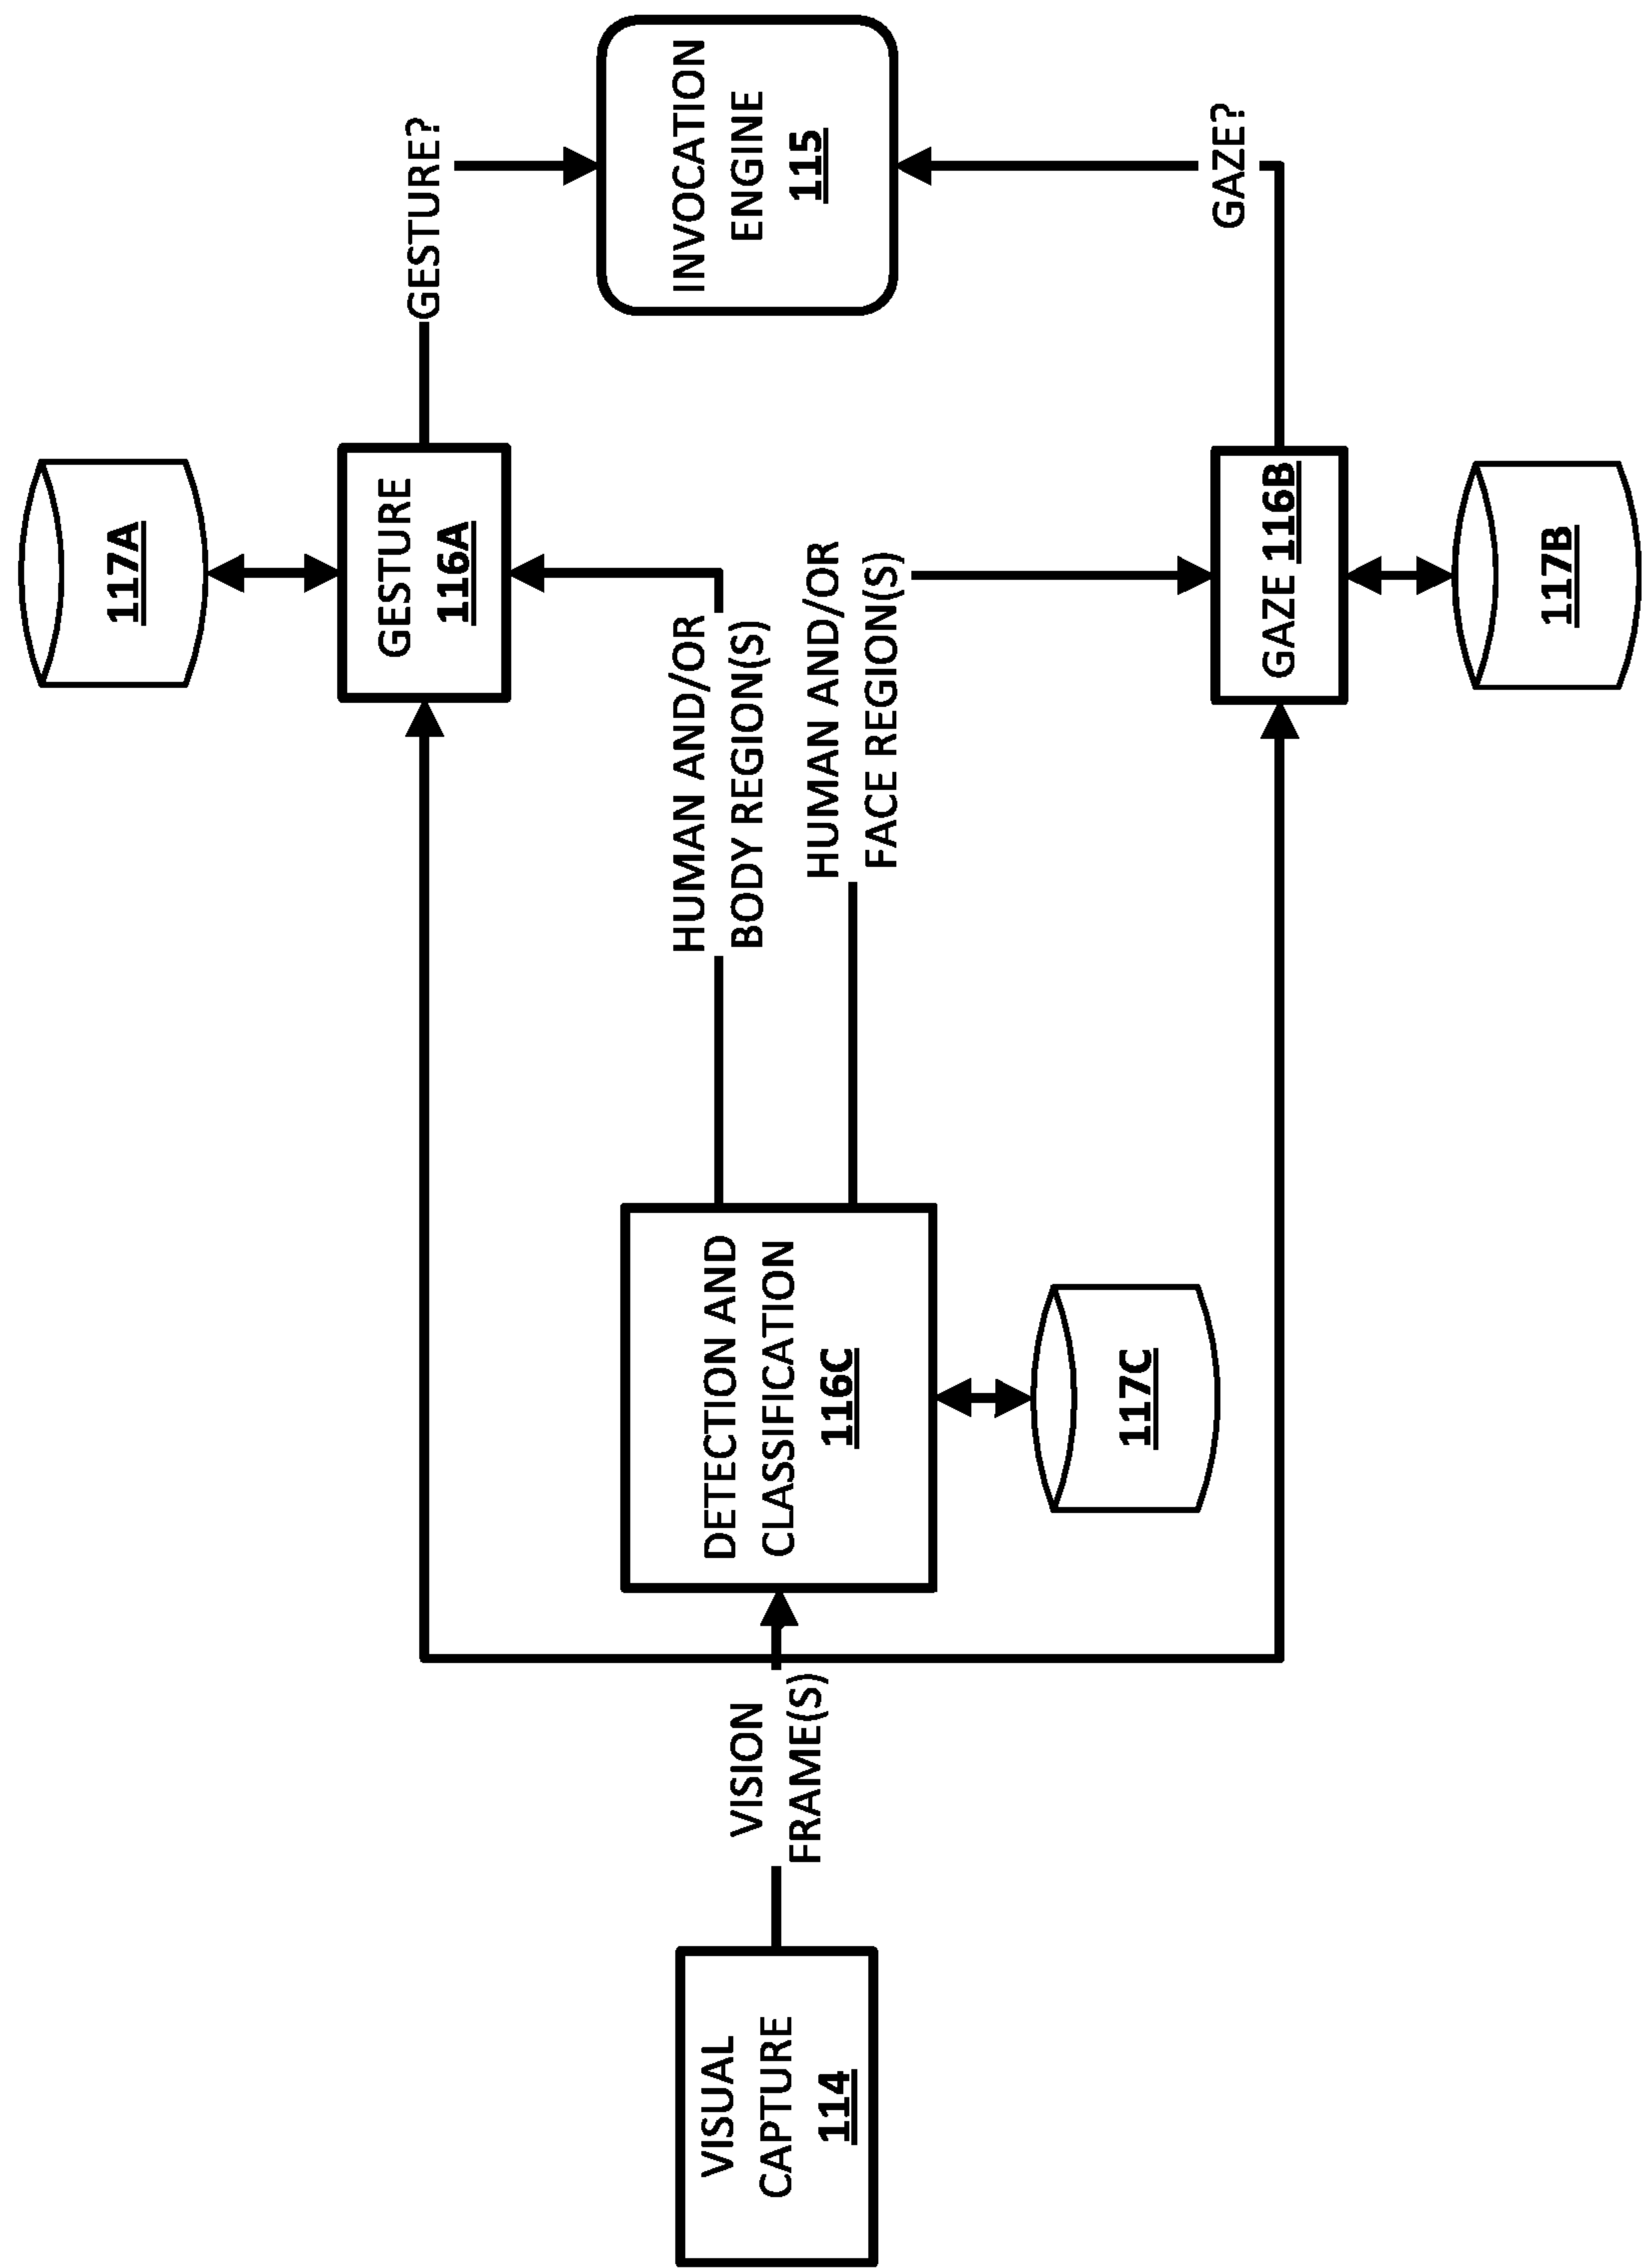 VISUAL
CAPTURE
114
VISION
FRAME(S)
DETECTION AND
CLASSIFICATION
116C
117C
HUMAN AND/OR
BODY REGION(S)
HUMAN AND/OR
FACE REGION(S)
117A
GESTURE
116A
GAZE 116B
117B
GESTURE?
INVOCATION
ENGINE
115
GAZE?